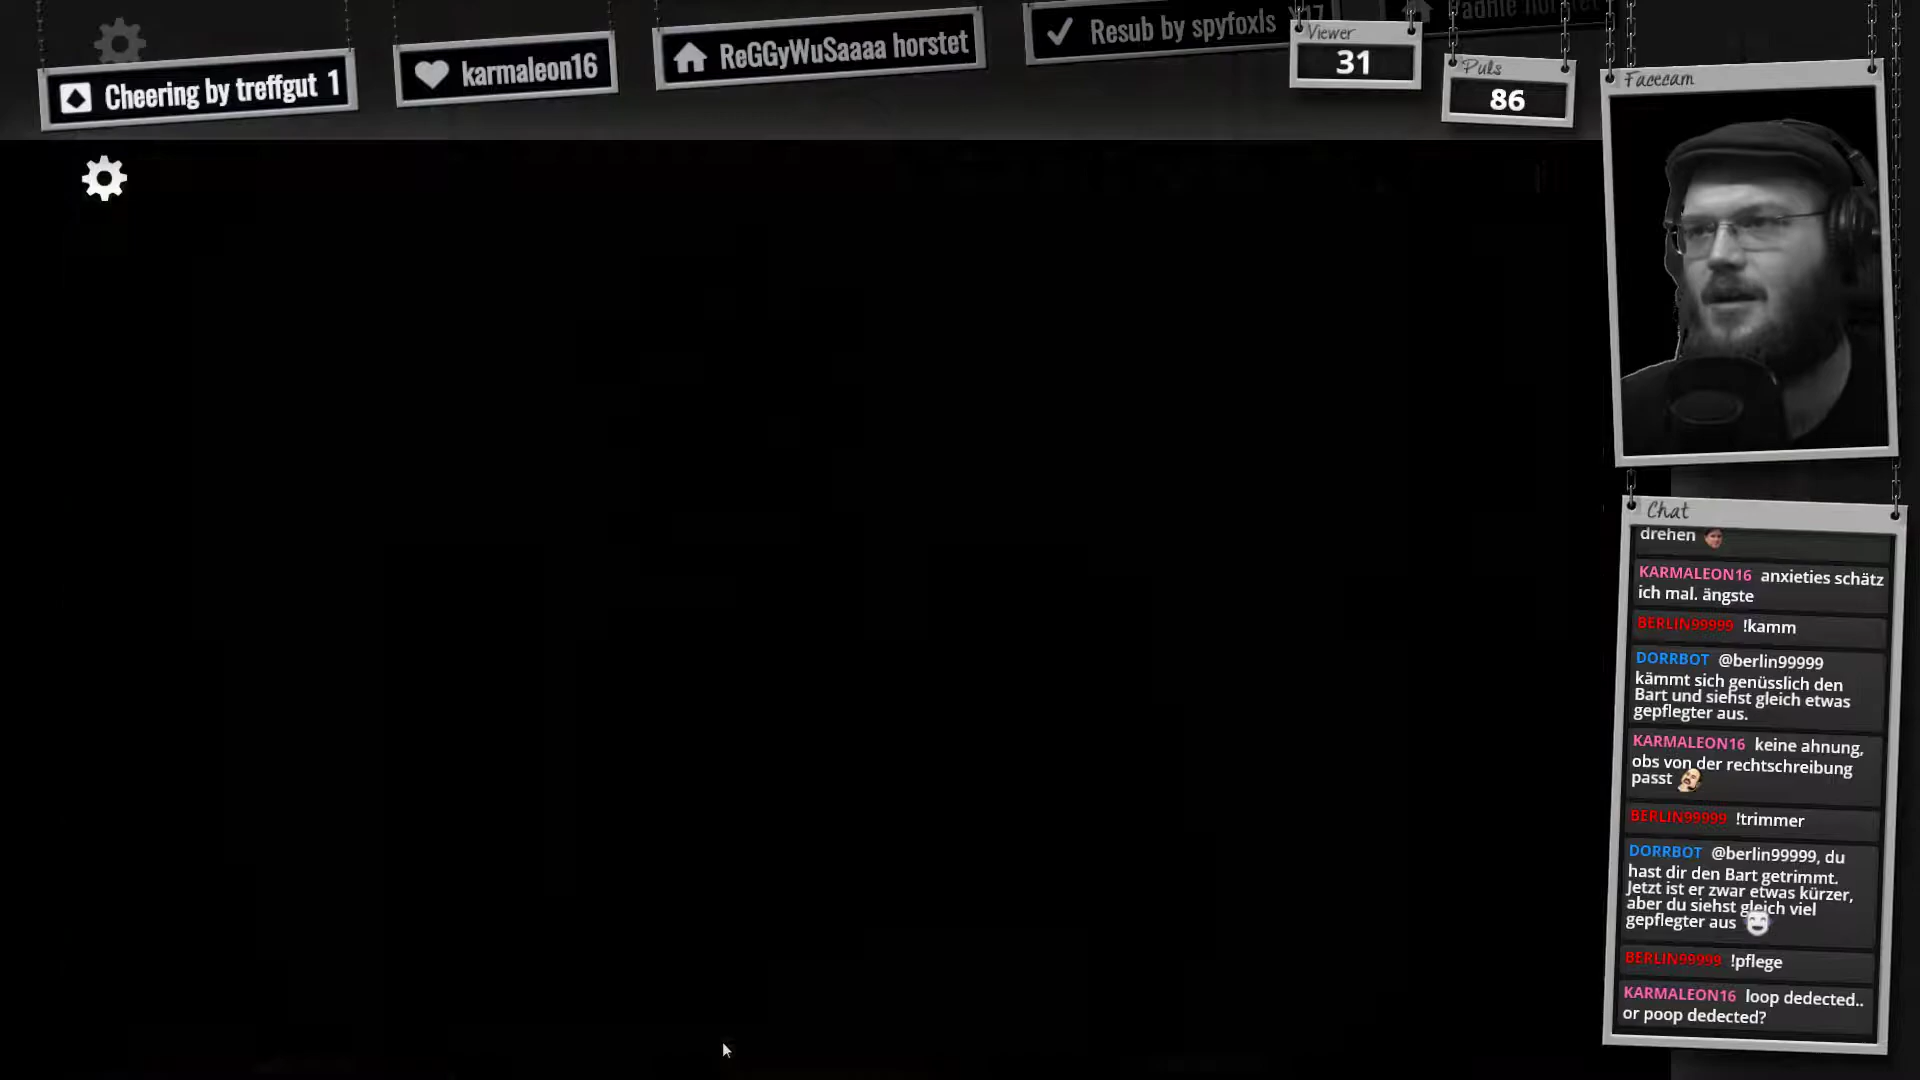 Cheering by treffgut 1
karmaleon16
ReGGyWuSaaaa horstet
Resub by spyfoxls X17
Viewer
31
Puls
86
Facecam
Chat
drehen
KARMALEON16 anxieties schätz
ich mal. ängste
BERLIN99999 !kamm
DORRBOT @berlin99999
kämmt sich genüsslich den
Bart und siehst gleich etwas
gepflegter aus.
KARMALEON16 keine ahnung,
obs von der rechtschreibung
passt
BERLIN99999 !trimmer
DORRBOT @berlin99999, du
hast dir den Bart getrimmt.
Jetzt ist er zwar etwas kürzer,
aber du siehst gleich viel
gepflegter aus
BERLIN99999 !pflege
KARMALEON16 loop dedected..
or poop dedected?